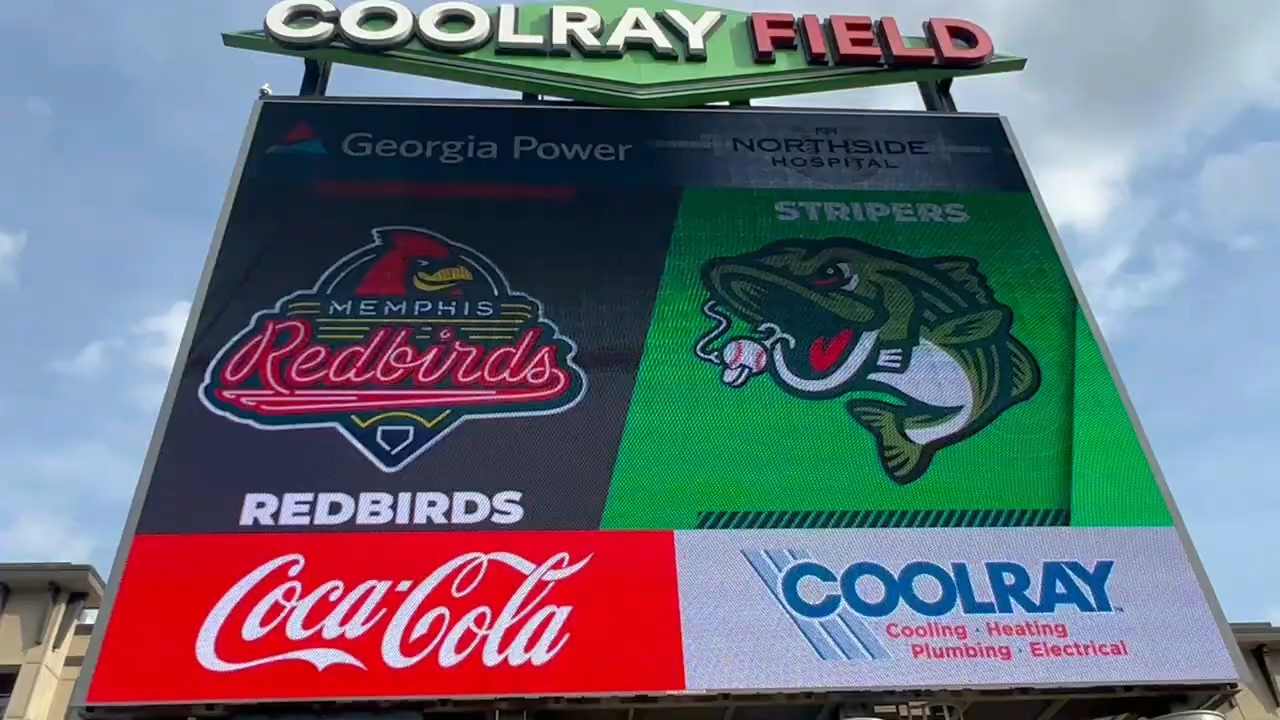 COOLRAY FIELD
Georgia Power
NORTHSIDE
HOSPITAL
STRIPERS
MEMPHIS
Redbirds
REDBIRDS
Coca-Cola
COOLRAY
Cooling · Heating
Plumbing · Electrical